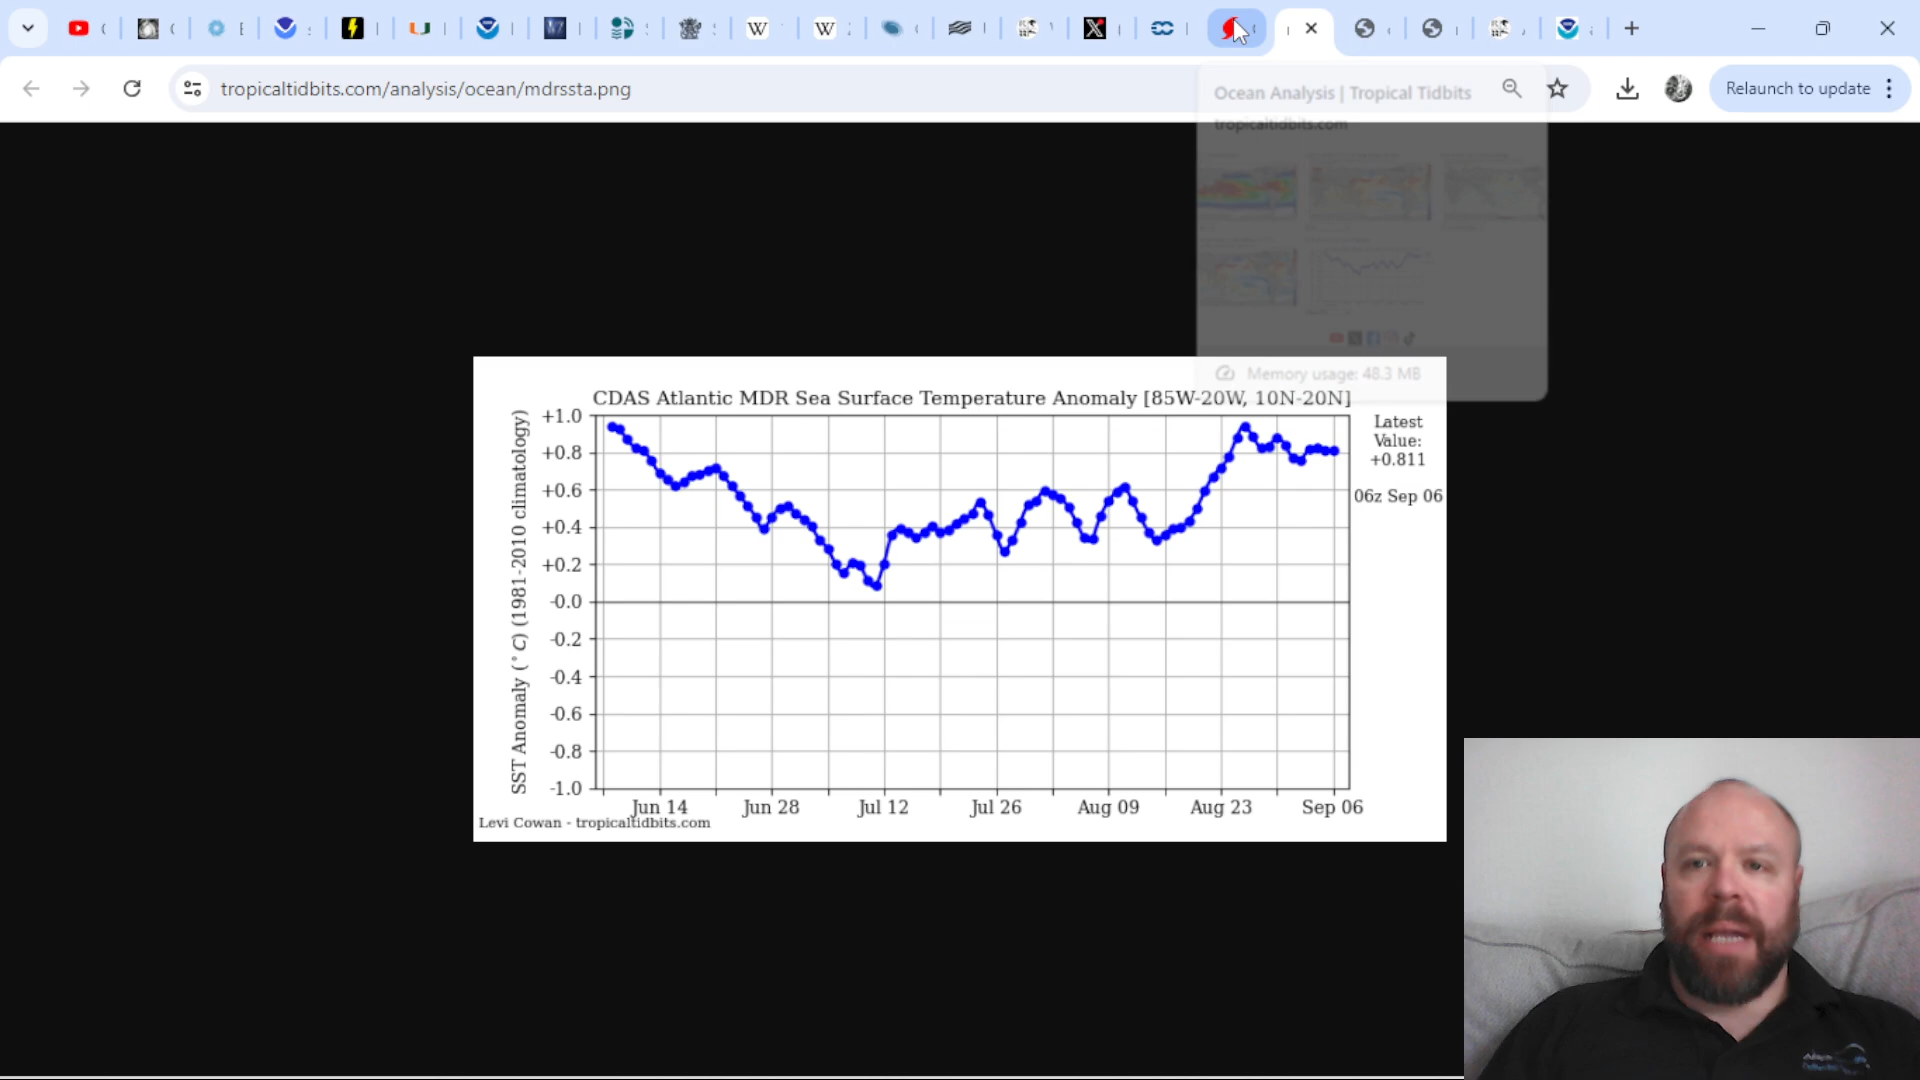 tropicaltidbits.com/analysis/ocean/mdrssta.png
Relaunch to update
Ocean Analysis | Tropical Tidbits
tropicaltidbits.com
Memory usage: 48.3 MB
CDAS Atlantic MDR Sea Surface Temperature Anomaly [85W-20W, 10N-20N]
Latest
Value:
+0.811
06z Sep 06
SST Anomaly (°C) (1981-2010 climatology)
+1.0
+0.8
+0.6
+0.4
+0.2
-0.0
-0.2
-0.4
-0.6
-0.8
-1.0
Jun 14 Jun 28 Jul 12 Jul 26 Aug 09 Aug 23 Sep 06
Levi Cowan - tropicaltidbits.com